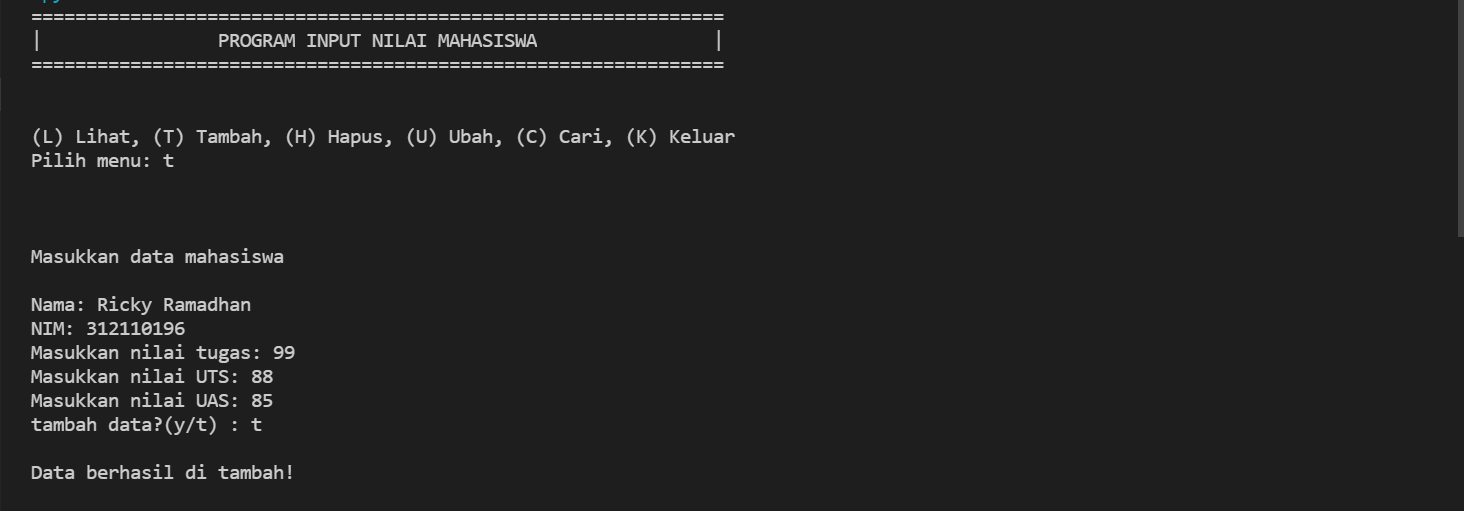 ===============================================================
|                PROGRAM INPUT NILAI MAHASISWA                |
===============================================================
(L) Lihat, (T) Tambah, (H) Hapus, (U) Ubah, (C) Cari, (K) Keluar
Pilih menu: t
Masukkan data mahasiswa
Nama: Ricky Ramadhan
NIM: 312110196
Masukkan nilai tugas: 99
Masukkan nilai UTS: 88
Masukkan nilai UAS: 85
tambah data?(y/t) : t
Data berhasil di tambah!